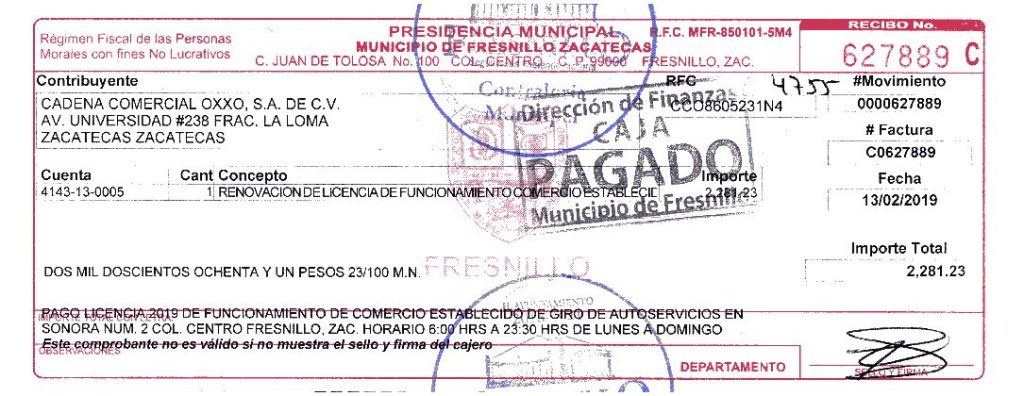 Régimen Fiscal de las Personas
Morales con fines No Lucrativos
PRESIDENCIA MUNICIPAL
MUNICIPIO DE FRESNILLO ZACATECAS
C. JUAN DE TOLOSA No. 100 COL. CENTRO C. P. 99000 FRESNILLO, ZAC.
R.F.C. MFR-850101-5M4
RECIBO No.
627889 C
Contribuyente
RFC
4755
#Movimiento
CADENA COMERCIAL OXXO, S.A. DE C.V.
CCO8605231N4
0000627889
AV. UNIVERSIDAD #238 FRAC. LA LOMA
ZACATECAS ZACATECAS
Contraloría
Dirección de Finanzas
CAJA
PAGADO
Municipio de Fresnillo
# Factura
C0627889
Cuenta
Cant Concepto
Importe
Fecha
4143-13-0005
1 RENOVACION DE LICENCIA DE FUNCIONAMIENTO COMERCIO ESTABLECIC
2,281.23
13/02/2019
Importe Total
DOS MIL DOSCIENTOS OCHENTA Y UN PESOS 23/100 M.N.
FRESNILLO
2,281.23
H. AYUNTAMIENTO
PAGO LICENCIA 2019 DE FUNCIONAMIENTO DE COMERCIO ESTABLECIDO DE GIRO DE AUTOSERVICIOS EN
IMPORTE TOTAL CON LETRA:
SONORA NUM. 2 COL. CENTRO FRESNILLO, ZAC. HORARIO 6:00 HRS A 23:30 HRS DE LUNES A DOMINGO
Este comprobante no es válido si no muestra el sello y firma del cajero
OBSERVACIONES
DEPARTAMENTO
SELLO Y FIRMA